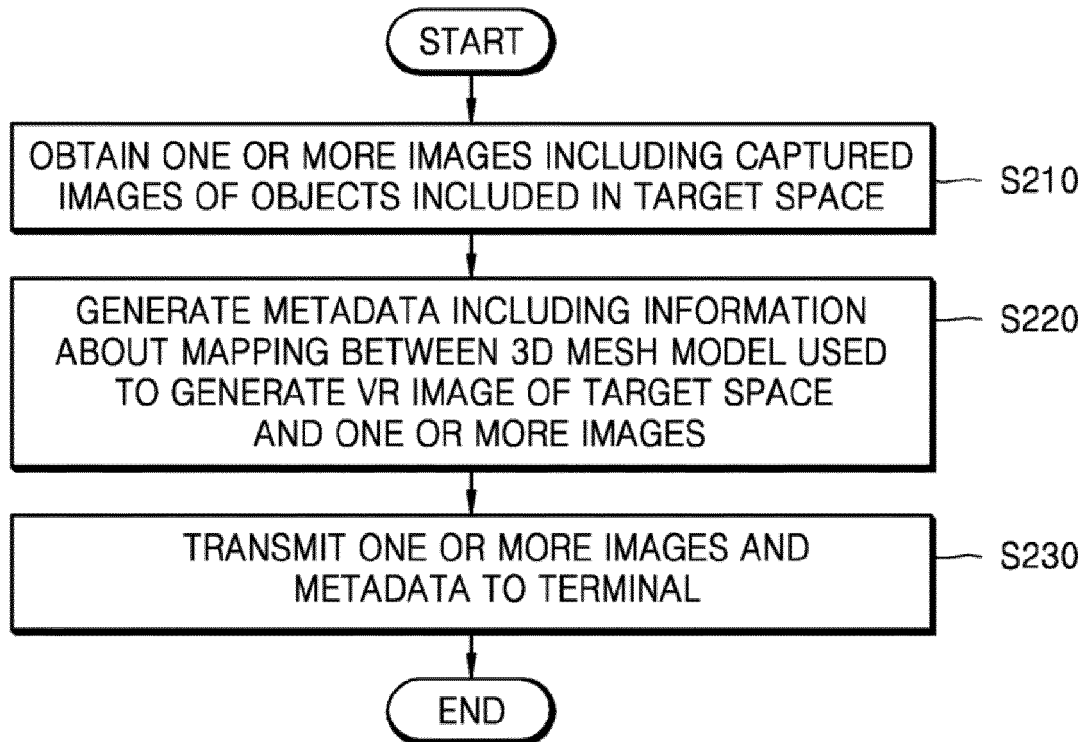 START
OBTAIN ONE OR MORE IMAGES INCLUDING CAPTURED
IMAGES OF OBJECTS INCLUDED IN TARGET SPACE
S210
GENERATE METADATA INCLUDING INFORMATION
ABOUT MAPPING BETWEEN 3D MESH MODEL USED
TO GENERATE VR IMAGE OF TARGET SPACE
AND ONE OR MORE IMAGES
S220
TRANSMIT ONE OR MORE IMAGES AND
METADATA TO TERMINAL
S230
END